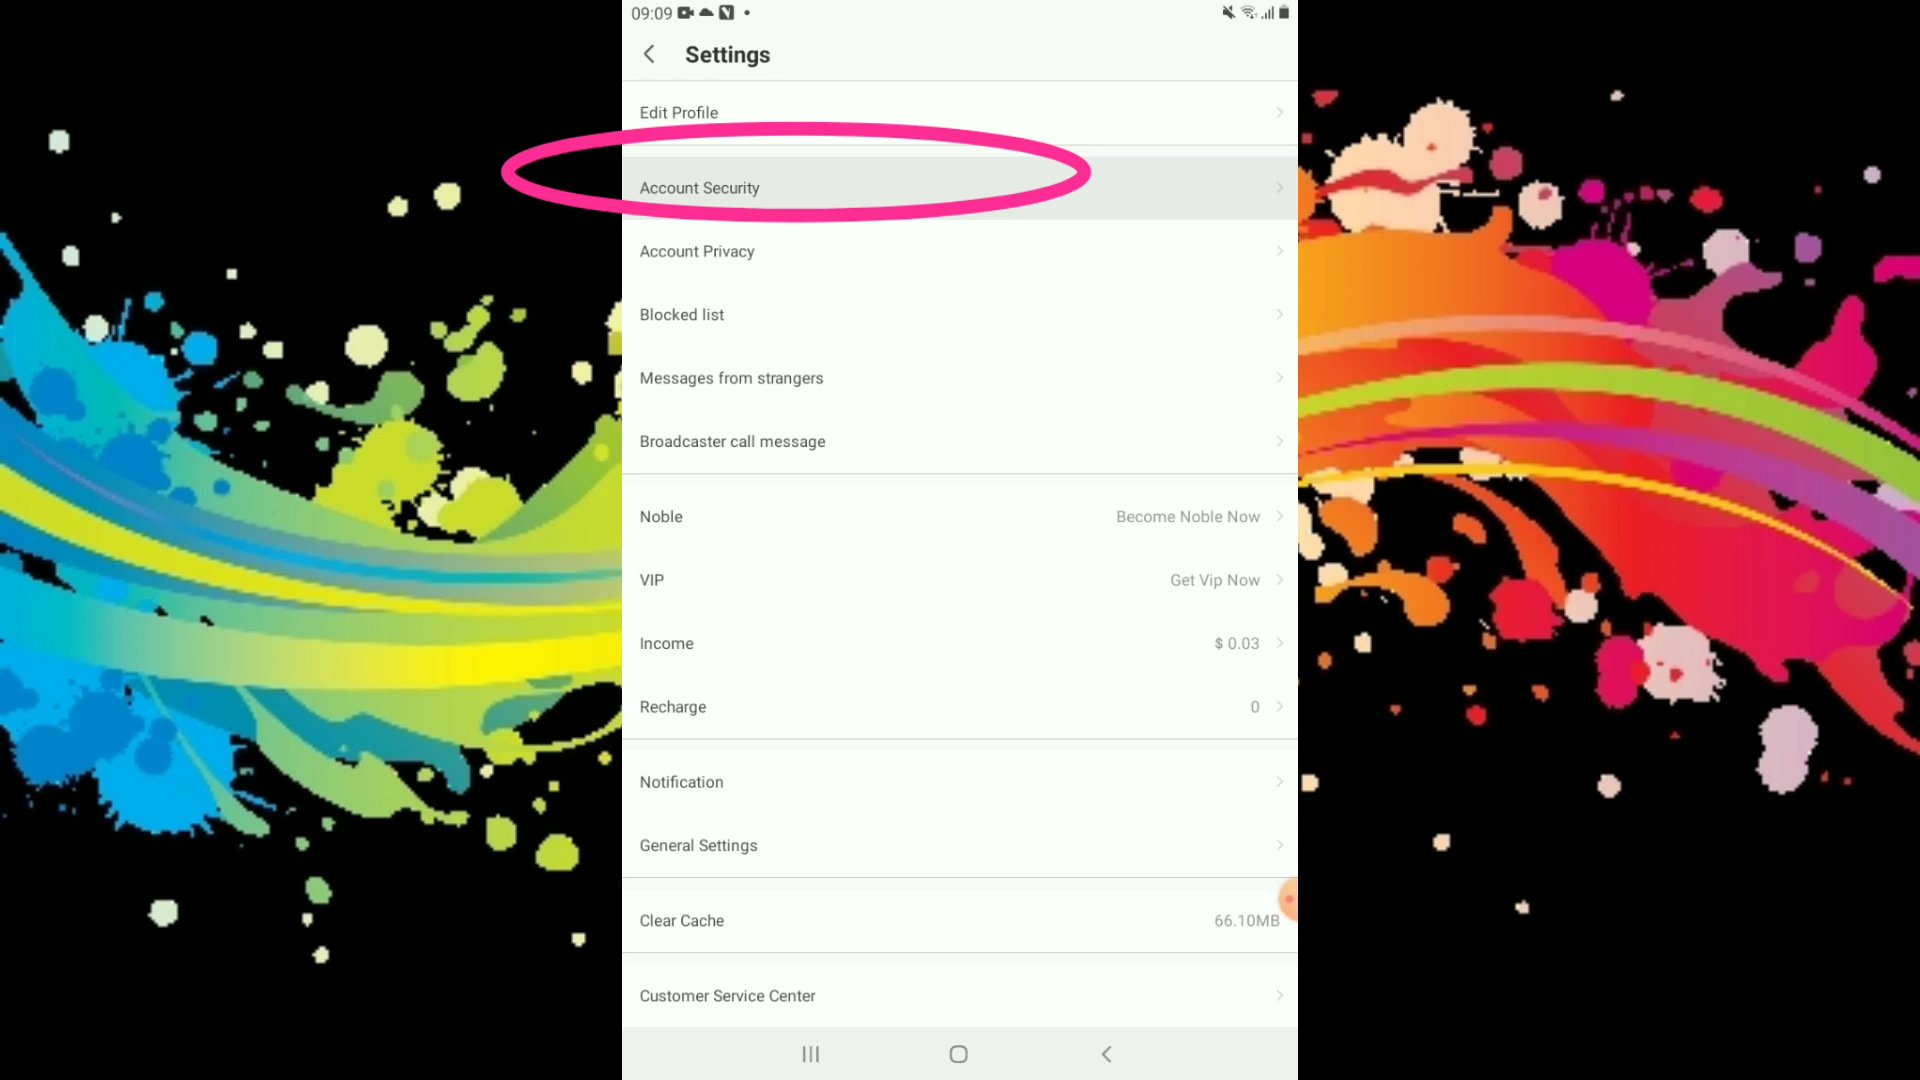 09:09
Settings
Edit Profile
Account Security
Account Privacy
Blocked list
Messages from strangers
Broadcaster call message
Noble Become Noble Now
VIP Get Vip Now
Income $ 0.03
Recharge 0
Notification
General Settings
Clear Cache 66.10MB
Customer Service Center